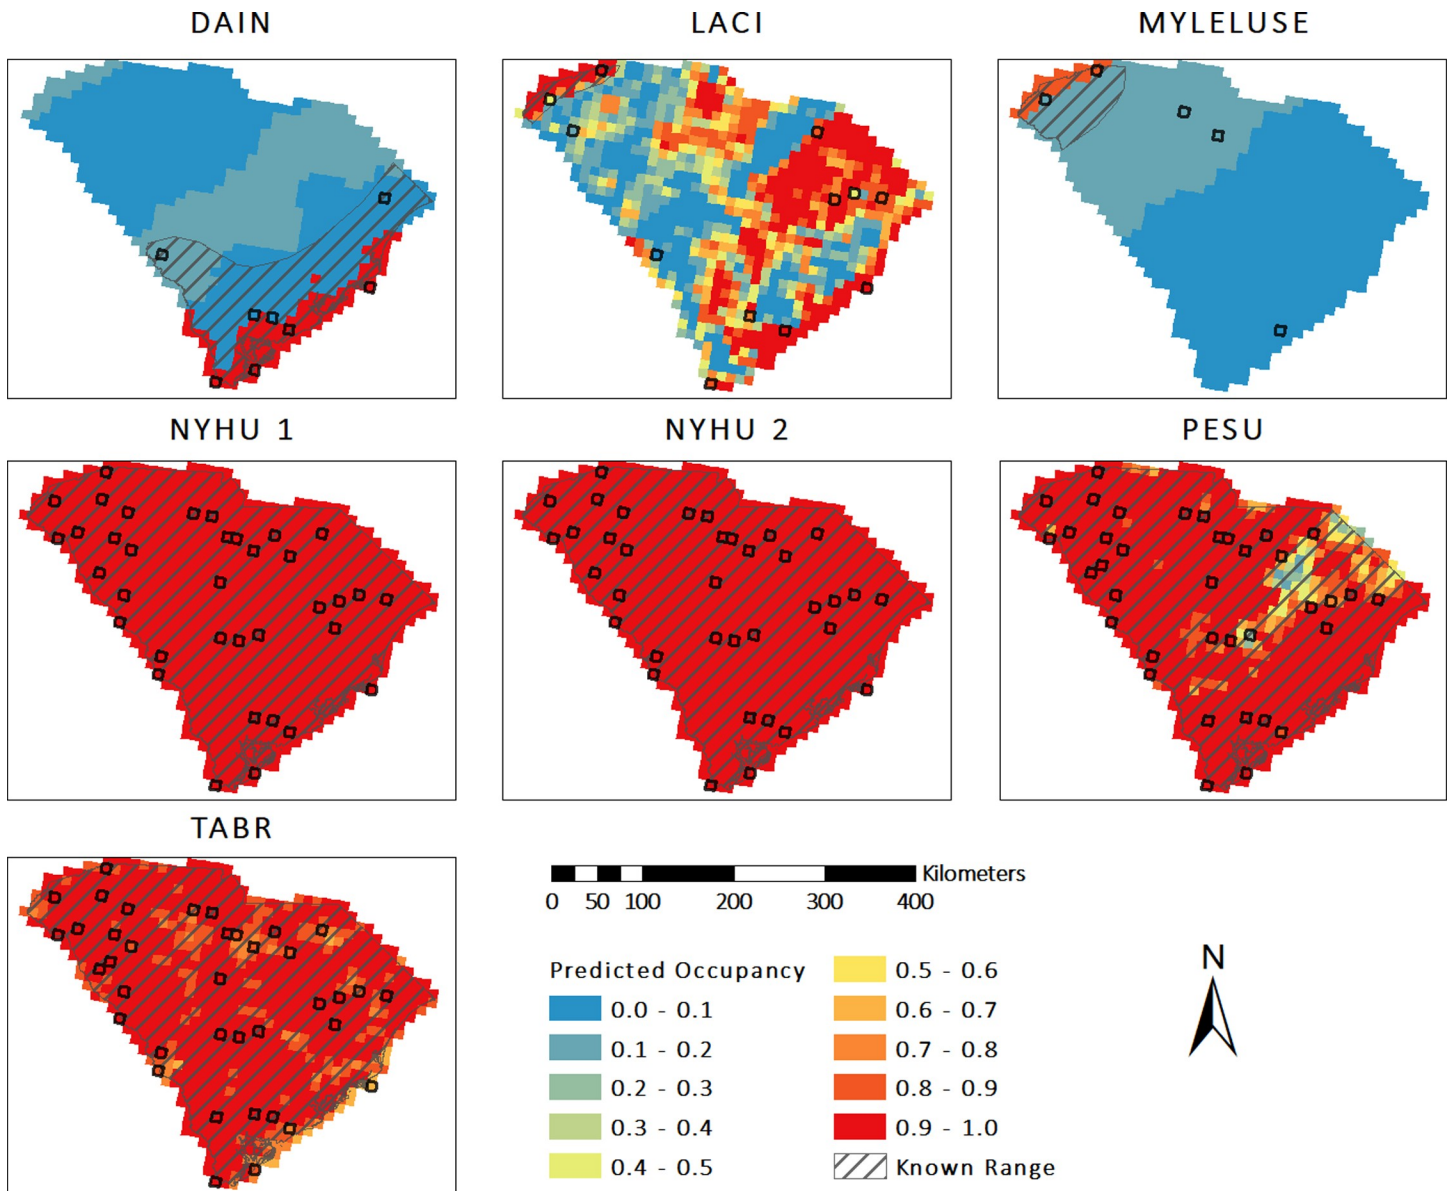 DAIN
LACI
MYLELUSE
NYHU 1
NYHU 2
PESU
TABR
Kilometers
0 50 100 200 300 400
Predicted Occupancy
0.0 - 0.1
0.1 - 0.2
0.2 - 0.3
0.3 - 0.4
0.4 - 0.5
0.5 - 0.6
0.6 - 0.7
0.7 - 0.8
0.8 - 0.9
0.9 - 1.0
Known Range
N